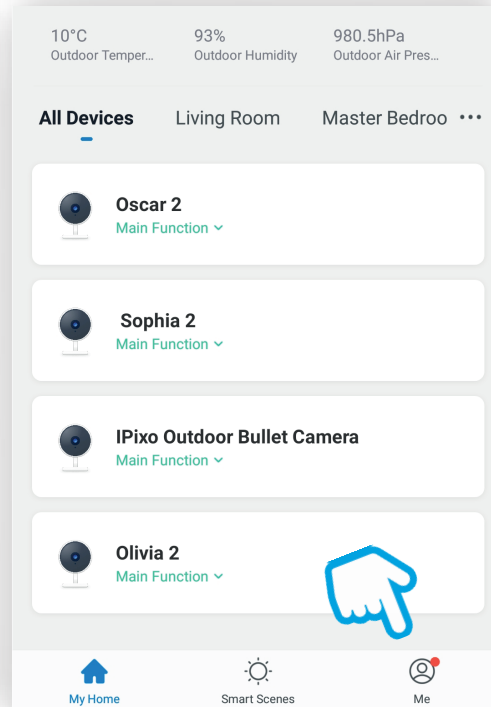 10°C 93% 980.5hPa
Outdoor Temper... Outdoor Humidity Outdoor Air Pres...
All Devices Living Room Master Bedroo ...
Oscar 2
Main Function
Sophia 2
Main Function
IPixo Outdoor Bullet Camera
Main Function
Olivia 2
Main Function
My Home Smart Scenes Me